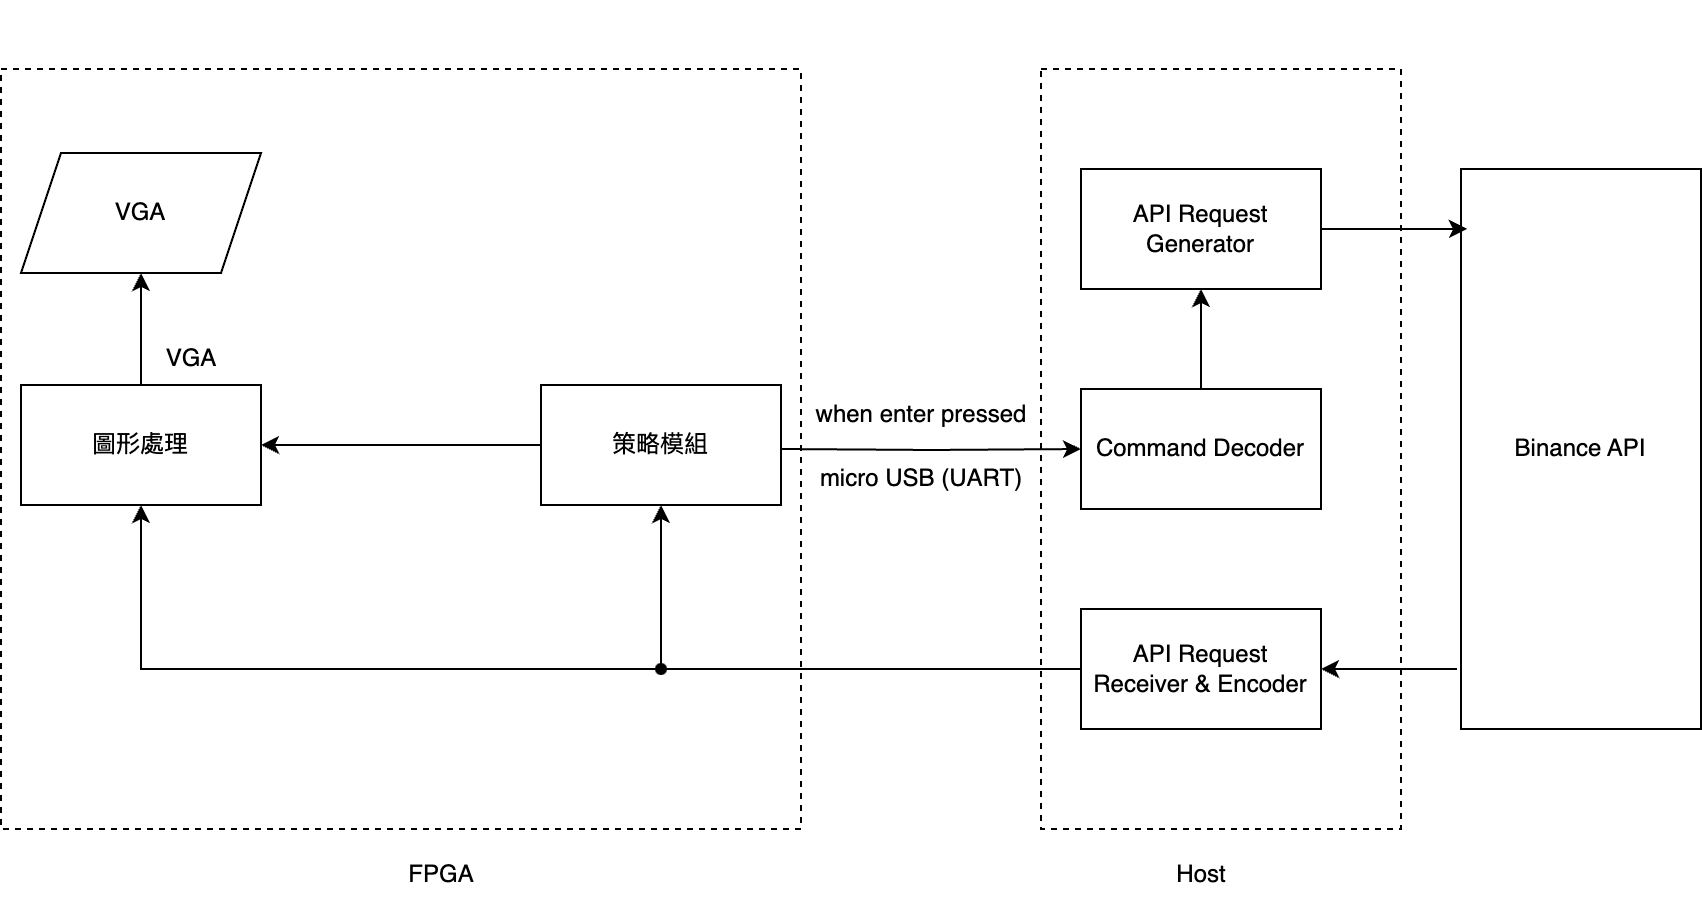 VGA
VGA
圖形處理
策略模組
when enter pressed
micro USB (UART)
FPGA
API Request
Generator
Command Decoder
API Request
Receiver & Encoder
Host
Binance API